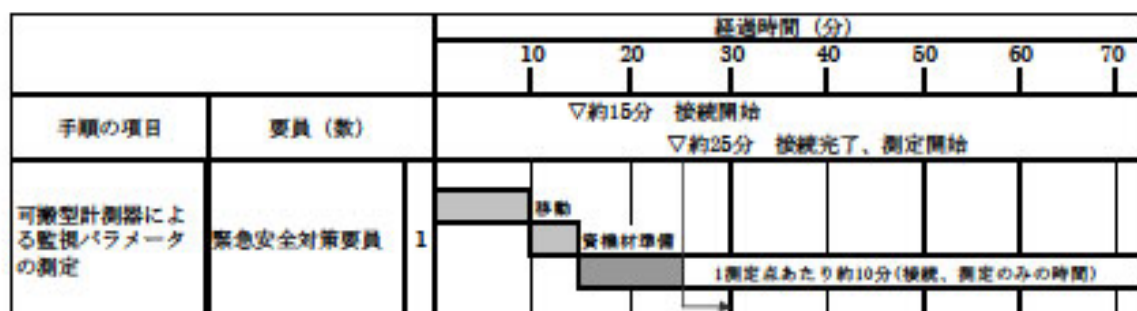 経過時間（分）
10 20 30 40 50 60 70
手順の項目
要員（数）
▽約15分　接続開始
▽約25分　接続完了、測定開始
可搬型計測器によ
る監視パラメータ
の測定
緊急安全対策要員
1
移動
資機材準備
1測定点あたり約10分(接続、測定のみの時間)